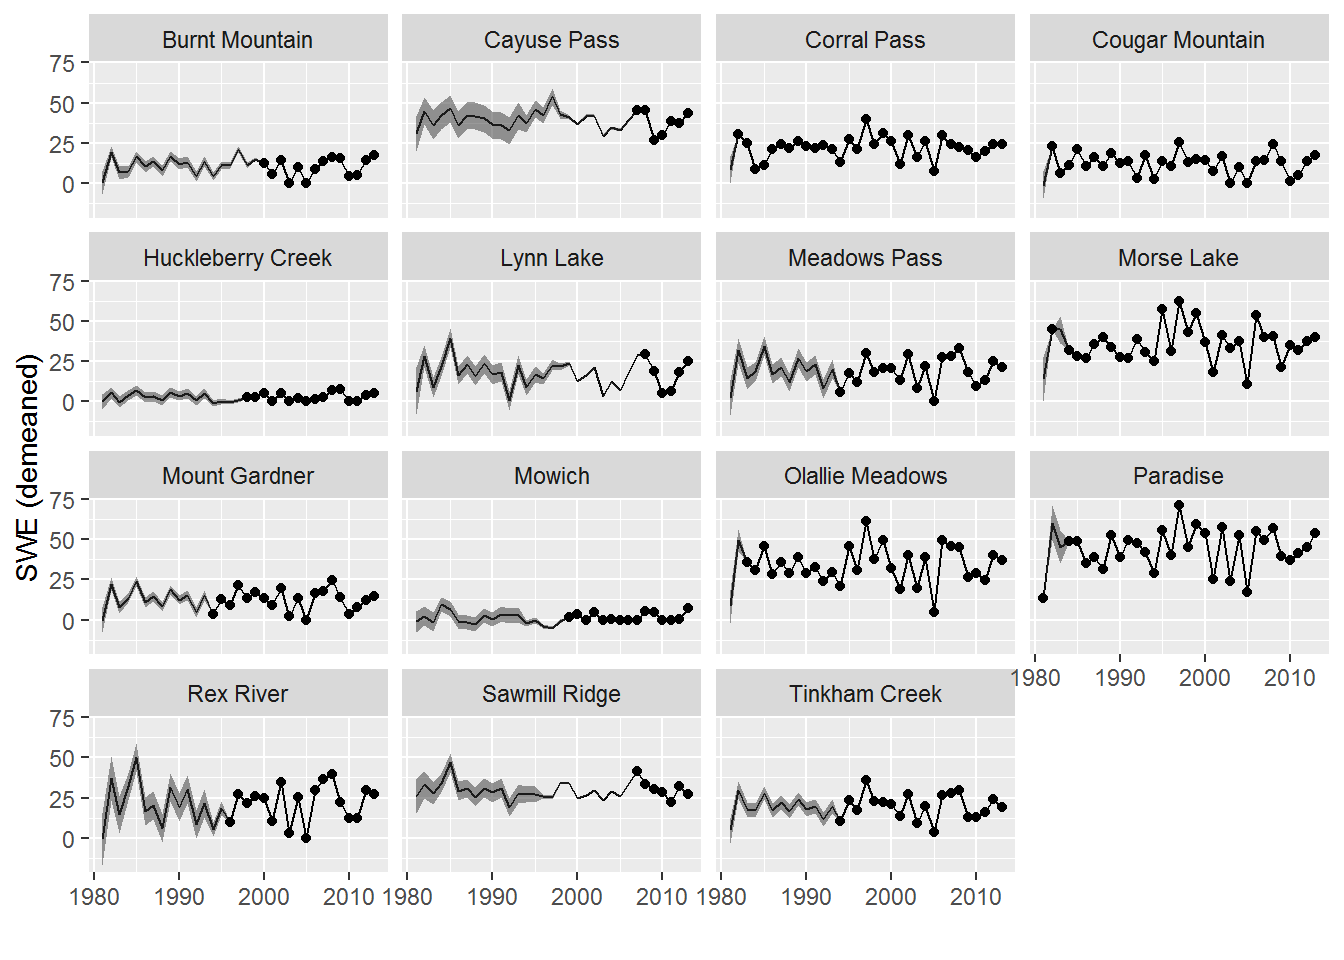 Burnt Mountain Cayuse Pass Corral Pass Cougar Mountain
75
50
25
0
Huckleberry Creek Lynn Lake Meadows Pass Morse Lake
75
50
25
0
SWE (demeaned)
Mount Gardner Mowich Olallie Meadows Paradise
75
50
25
0
1980 1990 2000 2010
Rex River Sawmill Ridge Tinkham Creek
75
50
25
0
1980 1990 2000 2010 1980 1990 2000 2010 1980 1990 2000 2010